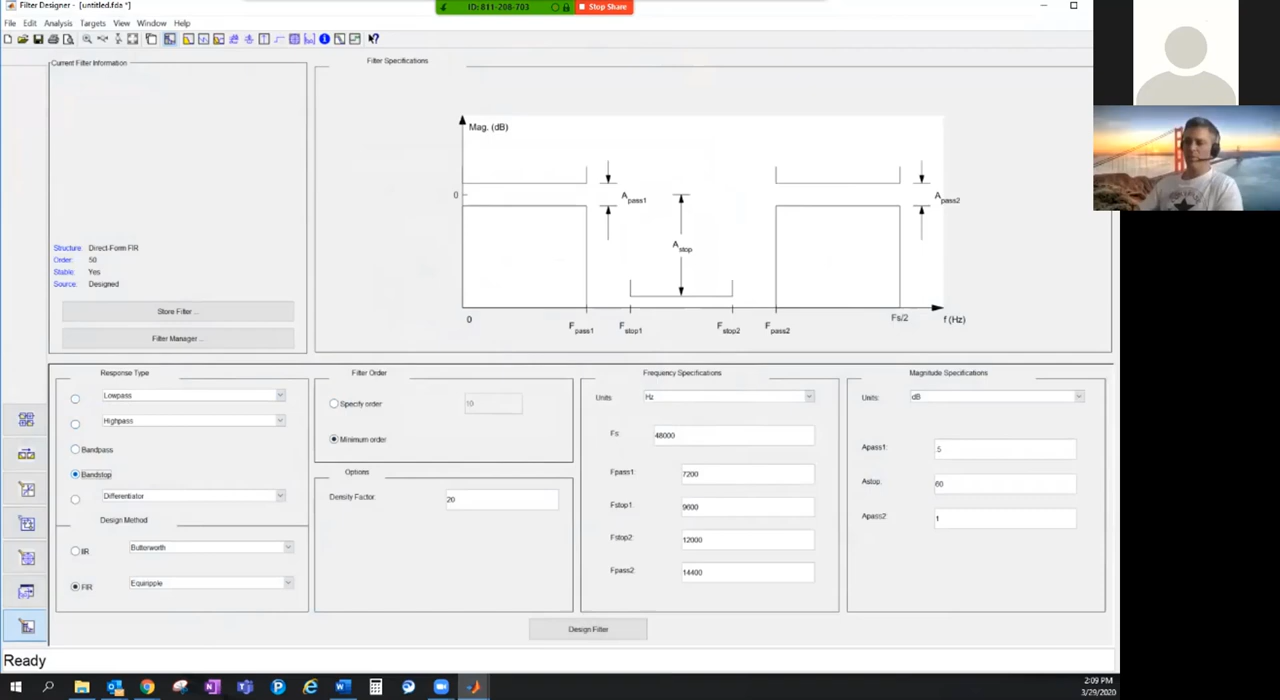 Filter Designer - [untitled.fda *]
ID: 811-208-703
Stop Share
File Edit Analysis Targets View Window Help
Current Filter Information
Structure: Direct-Form FIR
Order: 50
Stable: Yes
Source: Designed
Store Filter ...
Filter Manager ...
Filter Specifications
Mag. (dB)
0
A pass1
A stop
A pass2
0
F pass1
F stop1
F stop2
F pass2
Fs/2
f (Hz)
Response Type
Lowpass
Highpass
Bandpass
Bandstop
Differentiator
Design Method
IIR Butterworth
FIR Equiripple
Filter Order
Specify order 10
Minimum order
Options
Density Factor: 20
Frequency Specifications
Units: Hz
Fs: 48000
Fpass1: 7200
Fstop1: 9600
Fstop2: 12000
Fpass2: 14400
Magnitude Specifications
Units: dB
Apass1: .5
Astop: 60
Apass2: 1
Design Filter
Ready
2:09 PM
3/29/2020